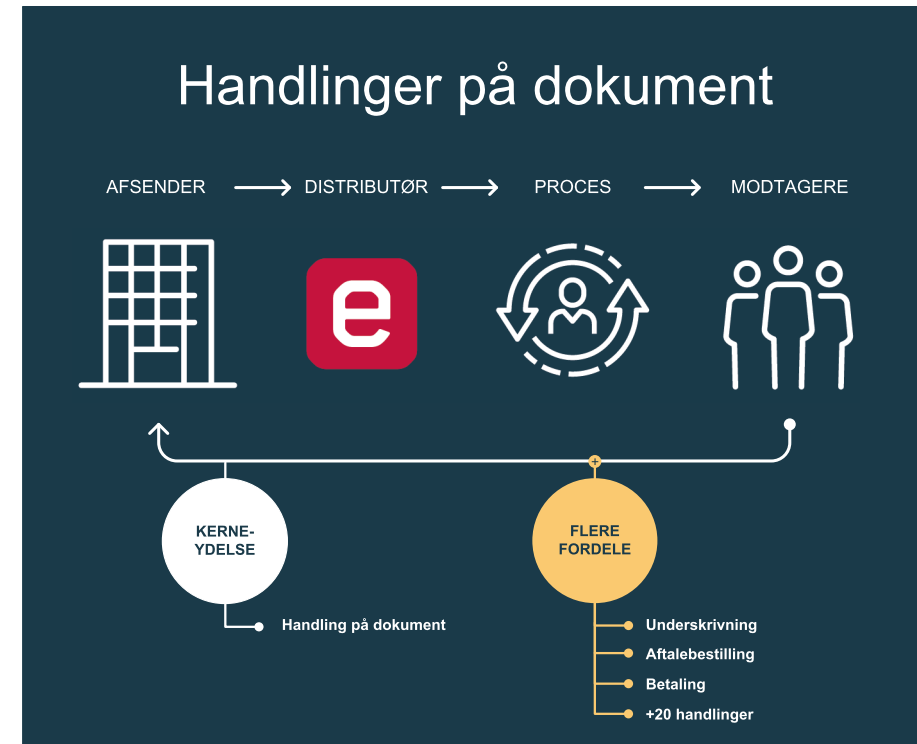 Handlinger på dokument
AFSENDER DISTRIBUTØR PROCES MODTAGERE
e
+
KERNE-
YDELSE
FLERE
FORDELE
Handling på dokument
Underskrivning
Aftalebestilling
Betaling
+20 handlinger